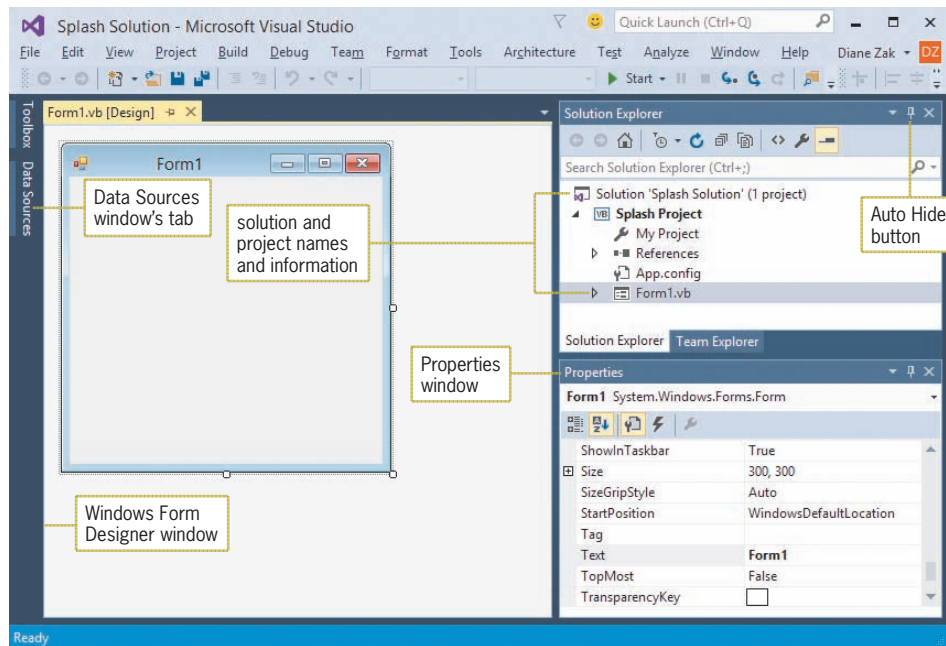 Splash Solution - Microsoft Visual Studio
Quick Launch (Ctrl+Q)
File Edit View Project Build Debug Team Format Tools Architecture Test Analyze Window Help Diane Zak DZ
Start
Toolbox
Data Sources
Form1.vb [Design]
Form1
Data Sources
window's tab
solution and
project names
and information
Windows Form
Designer window
Properties
window
Solution Explorer
Search Solution Explorer (Ctrl+;)
Solution 'Splash Solution' (1 project)
VB Splash Project
My Project
References
App.config
Form1.vb
Auto Hide
button
Solution Explorer Team Explorer
Properties
Form1 System.Windows.Forms.Form
ShowInTaskbar True
Size 300, 300
SizeGripStyle Auto
StartPosition WindowsDefaultLocation
Tag
Text Form1
TopMost False
TransparencyKey
Ready